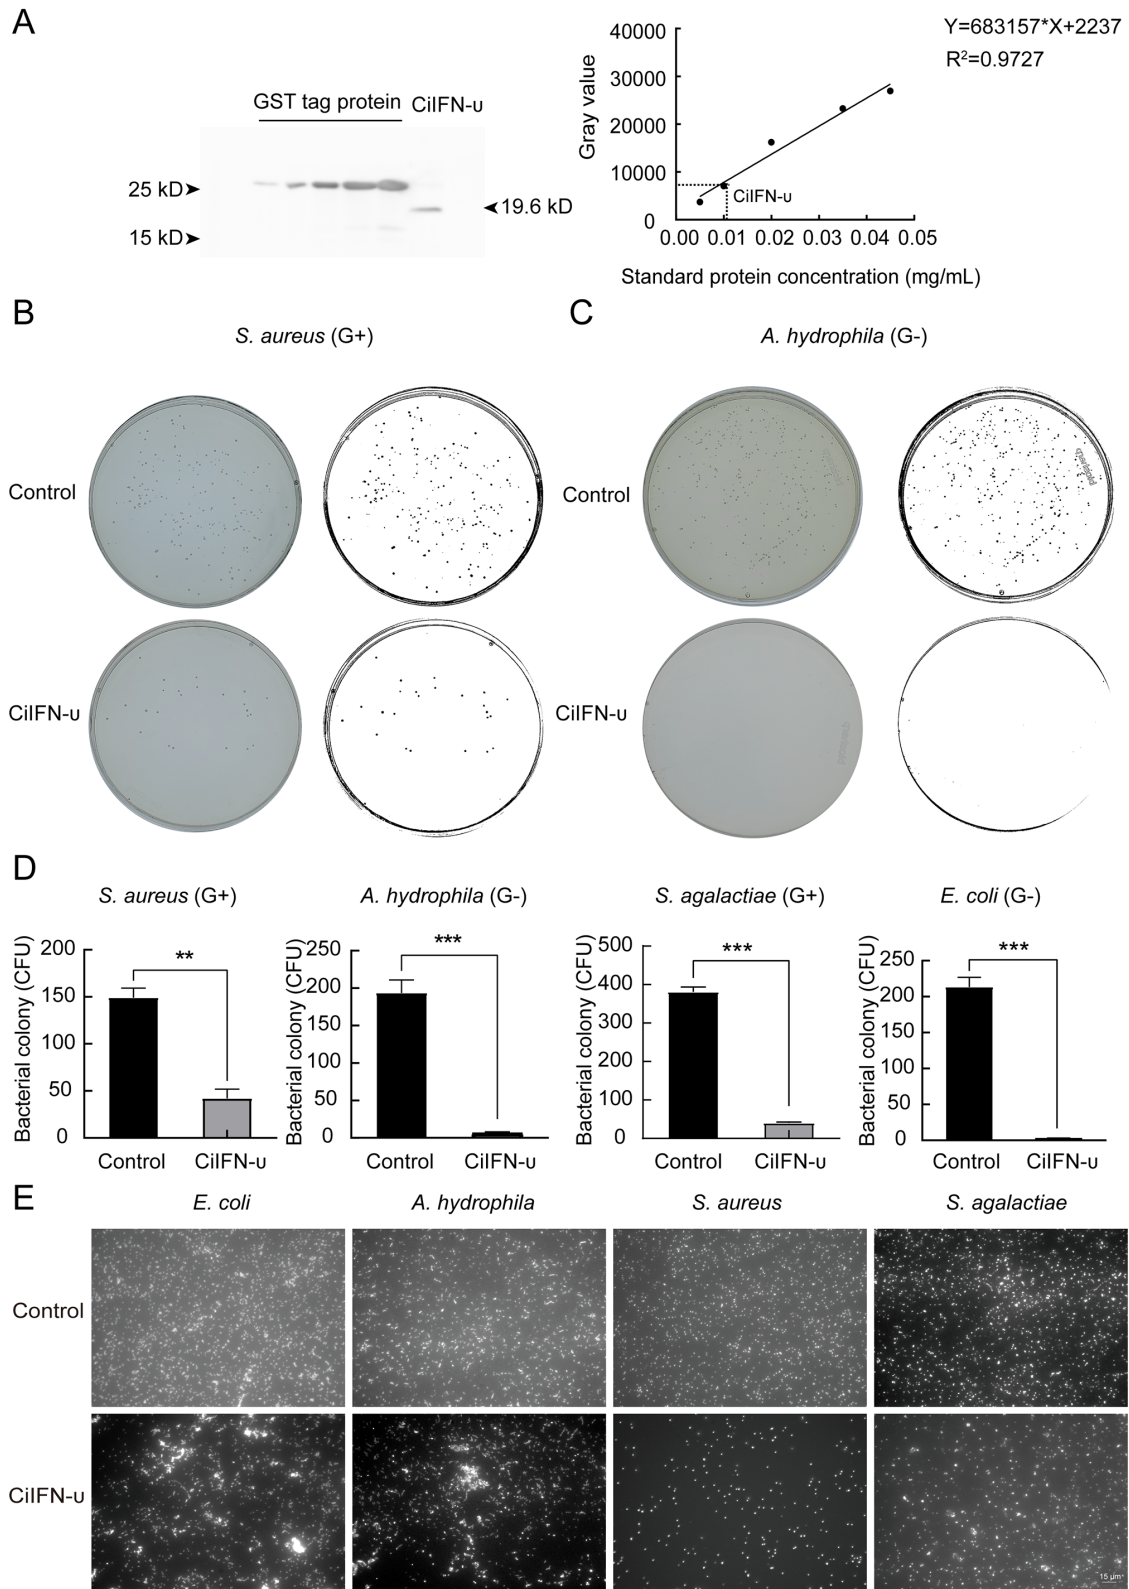 A
GST tag protein
CiIFN-υ
25 kD
15 kD
19.6 kD
Y=683157*X+2237
R²=0.9727
Gray value
40000
30000
20000
10000
0
CiIFN-υ
0.00 0.01 0.02 0.03 0.04 0.05
Standard protein concentration (mg/mL)
B
S. aureus (G+)
Control
CiIFN-υ
C
A. hydrophila (G-)
Control
CiIFN-υ
D
S. aureus (G+)
Bacterial colony (CFU)
200
150
100
50
0
**
Control CiIFN-υ
A. hydrophila (G-)
Bacterial colony (CFU)
250
200
150
100
50
0
***
Control CiIFN-υ
S. agalactiae (G+)
Bacterial colony (CFU)
500
400
300
200
100
0
***
Control CiIFN-υ
E. coli (G-)
Bacterial colony (CFU)
250
200
150
100
50
0
***
Control CiIFN-υ
E
E. coli
A. hydrophila
S. aureus
S. agalactiae
Control
CiIFN-υ
15 μm